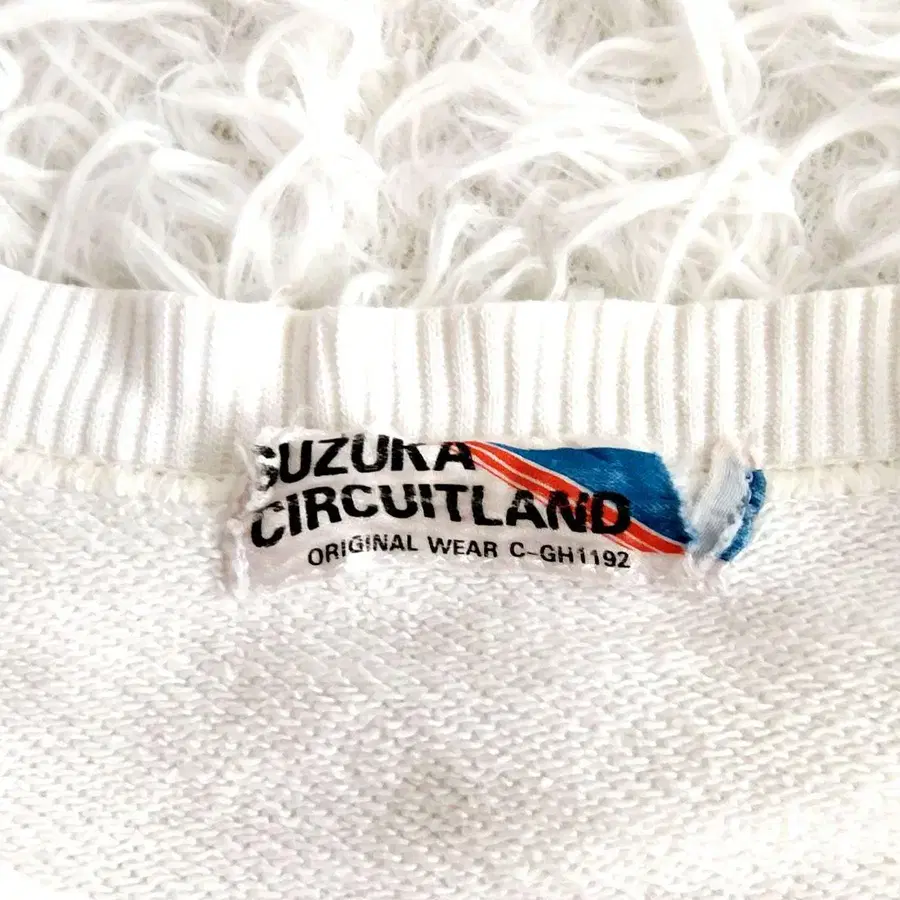 SUZUKA
CIRCUITLAND
ORIGINAL WEAR C-GH1192